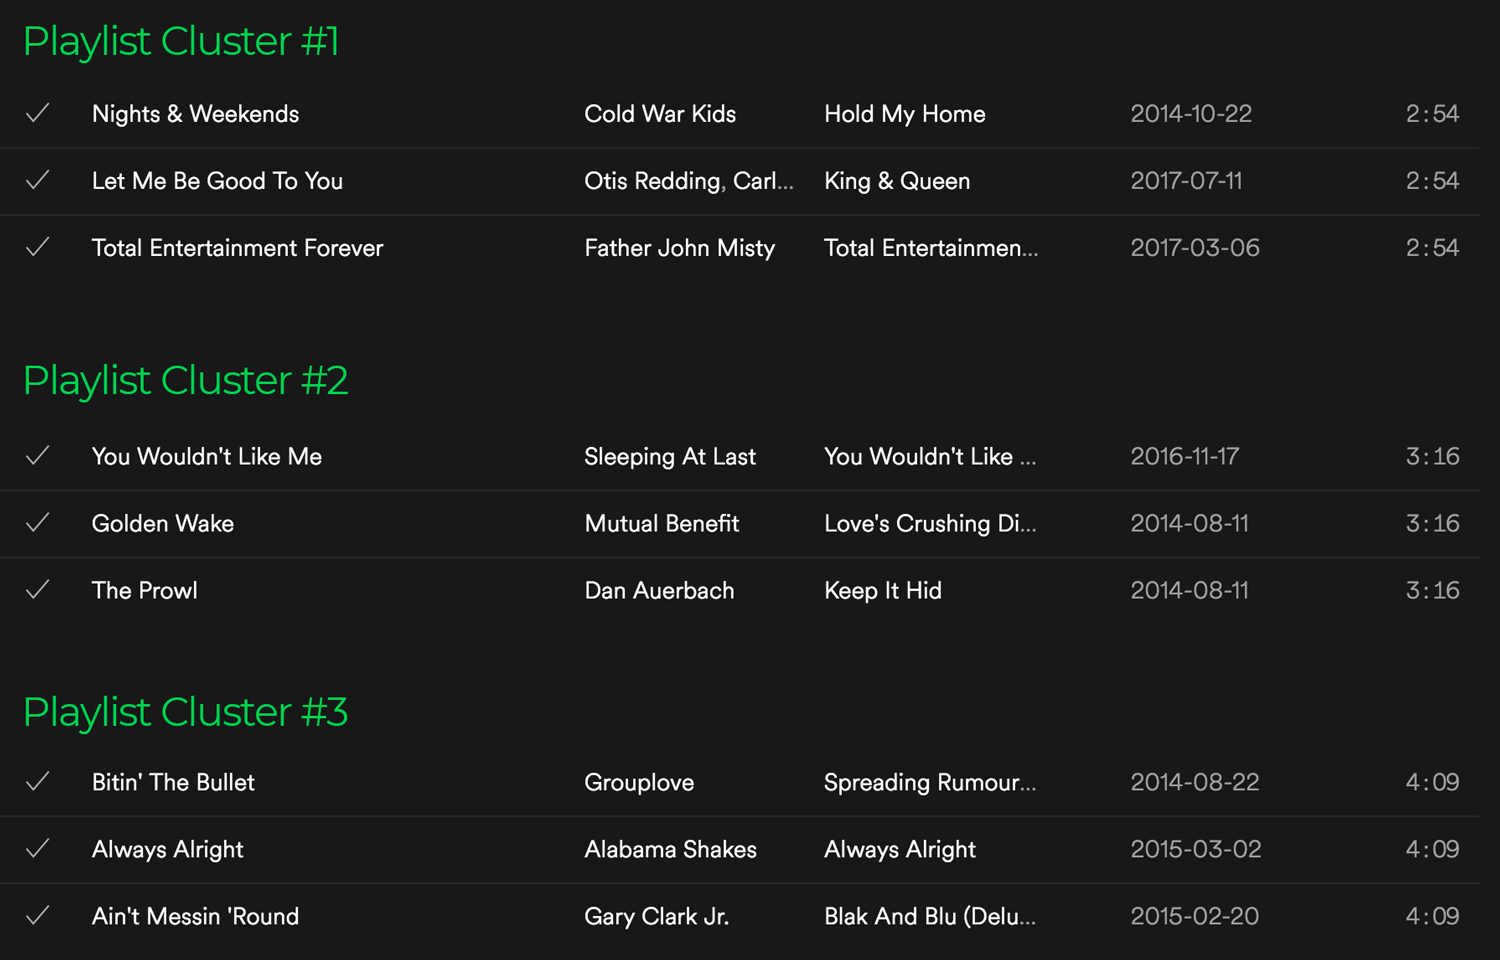 Playlist Cluster #1
Nights & Weekends Cold War Kids Hold My Home 2014-10-22 2:54
Let Me Be Good To You Otis Redding, Carl... King & Queen 2017-07-11 2:54
Total Entertainment Forever Father John Misty Total Entertainmen... 2017-03-06 2:54
Playlist Cluster #2
You Wouldn't Like Me Sleeping At Last You Wouldn't Like ... 2016-11-17 3:16
Golden Wake Mutual Benefit Love's Crushing Di... 2014-08-11 3:16
The Prowl Dan Auerbach Keep It Hid 2014-08-11 3:16
Playlist Cluster #3
Bitin' The Bullet Grouplove Spreading Rumour... 2014-08-22 4:09
Always Alright Alabama Shakes Always Alright 2015-03-02 4:09
Ain't Messin 'Round Gary Clark Jr. Blak And Blu (Delu... 2015-02-20 4:09